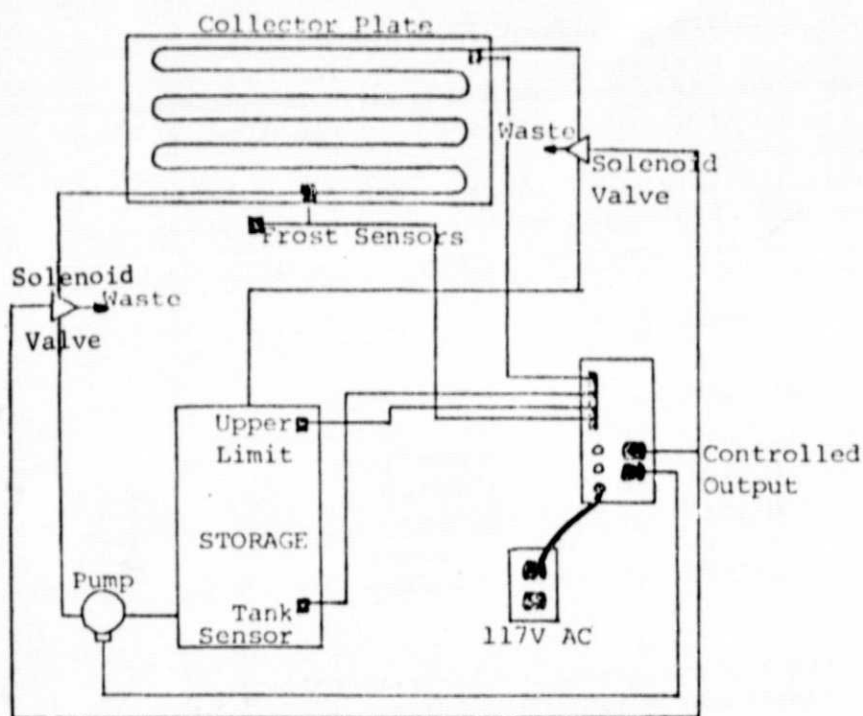 Collector Plate
Waste
Solenoid
Valve
Frost Sensors
Solenoid
Waste
Valve
Upper
Limit
Controlled
Output
STORAGE
Pump
Tank
Sensor
117V AC